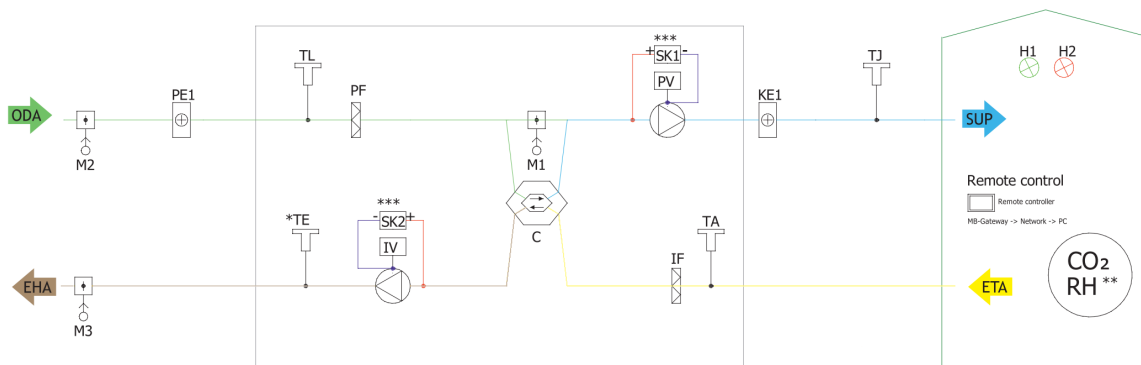 ODA
M2
PE1
TL
PF
M1
***
+ SK1 -
PV
KE1
TJ
H1 H2
SUP
EHA
M3
*TE
***
- SK2 +
IV
C
IF
TA
ETA
Remote control
Remote controller
MB-Gateway -> Network -> PC
CO₂
RH **